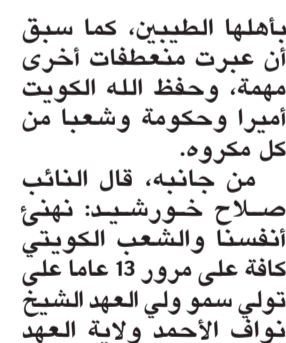 بأهلها الطيبين، كما سبق
أن عبرت منعطفات أخرى
مهمة، وحفظ الله الكويت
أميرا وحكومة وشعبا من
كل مكروه.
من جانبه، قال النائب
صلاح خورشيد: نهنئ
أنفسنا والشعب الكويتي
كافة على مرور 13 عاما على
تولي سمو ولي العهد الشيخ
نواف الأحمد ولاية العهد